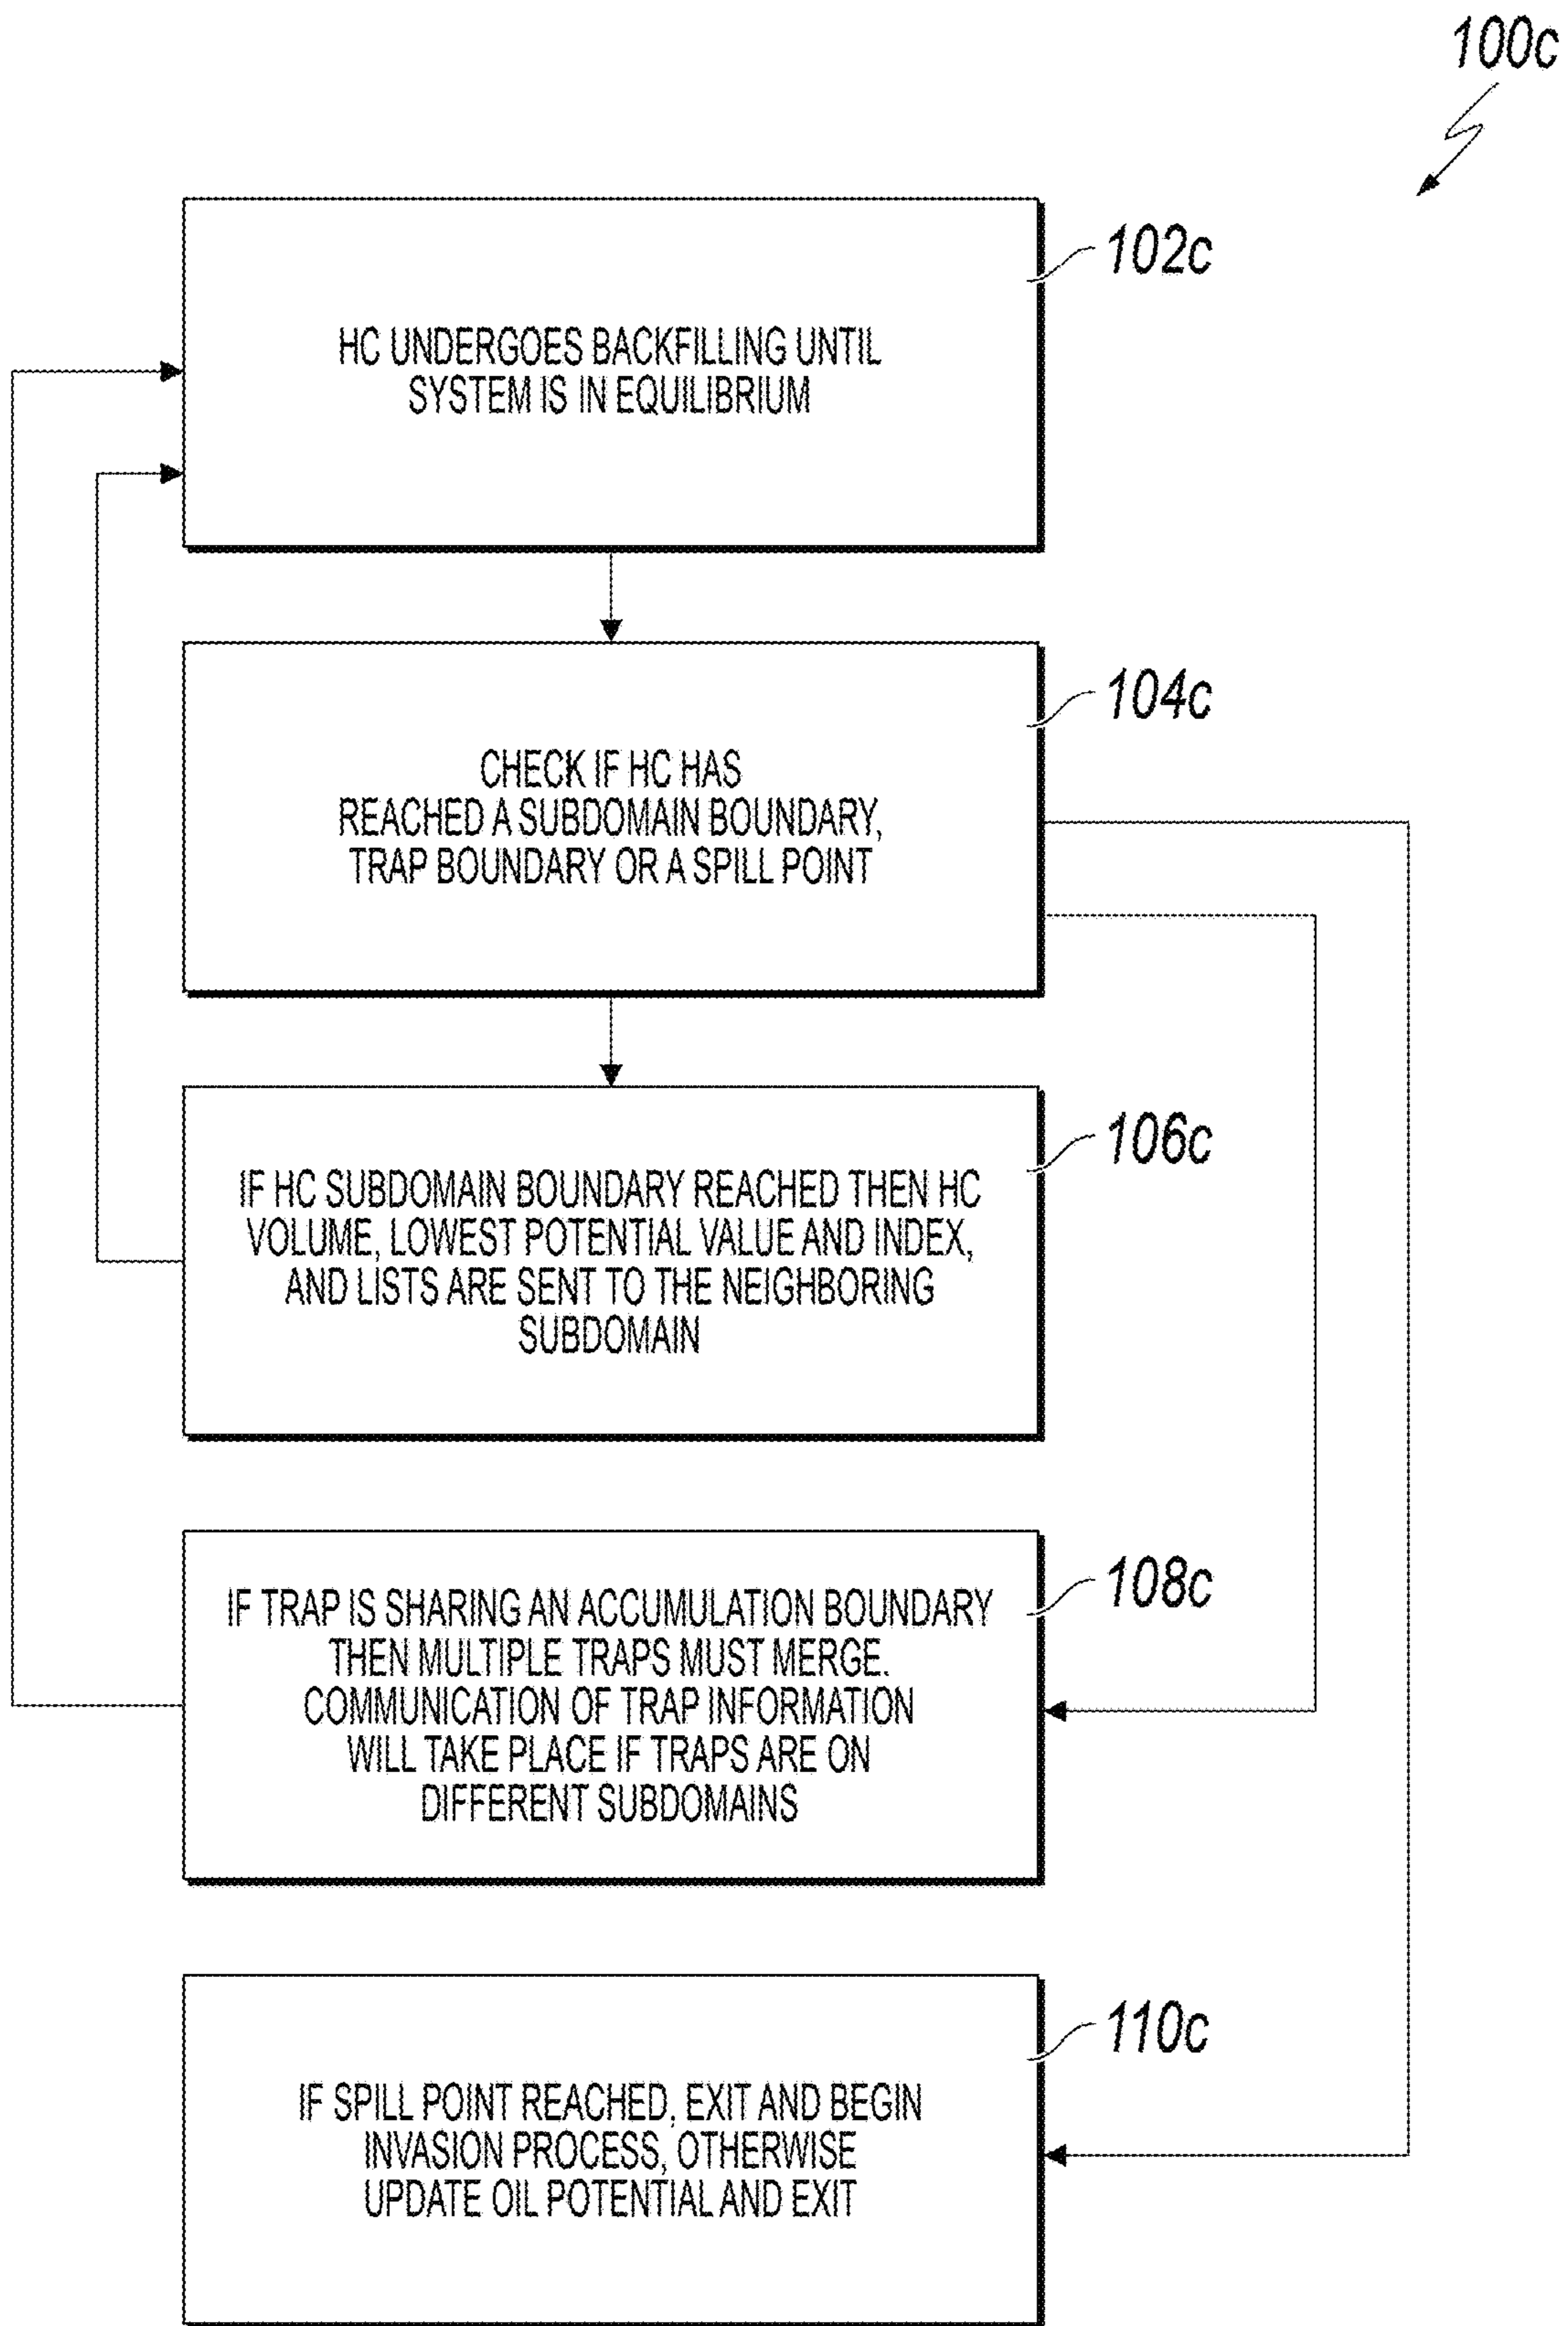 100c
102c
HC UNDERGOES BACKFILLING UNTIL
SYSTEM IS IN EQUILIBRIUM
104c
CHECK IF HC HAS
REACHED A SUBDOMAIN BOUNDARY,
TRAP BOUNDARY OR A SPILL POINT
106c
IF HC SUBDOMAIN BOUNDARY REACHED THEN HC
VOLUME, LOWEST POTENTIAL VALUE AND INDEX,
AND LISTS ARE SENT TO THE NEIGHBORING
SUBDOMAIN
108c
IF TRAP IS SHARING AN ACCUMULATION BOUNDARY
THEN MULTIPLE TRAPS MUST MERGE.
COMMUNICATION OF TRAP INFORMATION
WILL TAKE PLACE IF TRAPS ARE ON
DIFFERENT SUBDOMAINS
110c
IF SPILL POINT REACHED, EXIT AND BEGIN
INVASION PROCESS, OTHERWISE
UPDATE OIL POTENTIAL AND EXIT